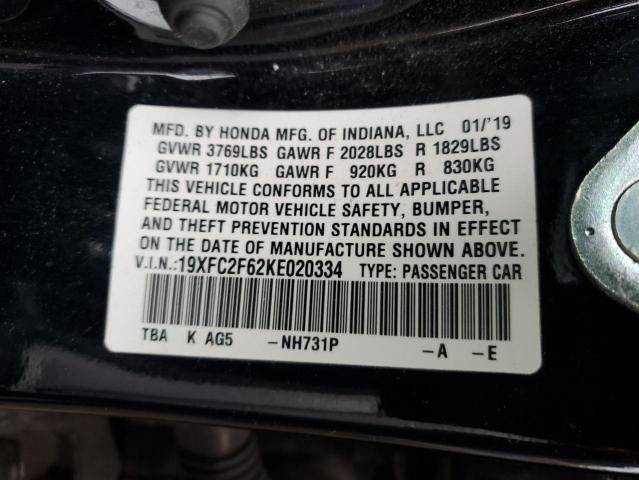 MFD. BY HONDA MFG. OF INDIANA, LLC 01/'19
GVWR 3769LBS GAWR F 2028LBS R 1829LBS
GVWR 1710KG GAWR F 920KG R 830KG
THIS VEHICLE CONFORMS TO ALL APPLICABLE
FEDERAL MOTOR VEHICLE SAFETY, BUMPER,
AND THEFT PREVENTION STANDARDS IN EFFECT
ON THE DATE OF MANUFACTURE SHOWN ABOVE.
V.I.N.:19XFC2F62KE020334 TYPE: PASSENGER CAR
TBA K AG5 -NH731P -A -E